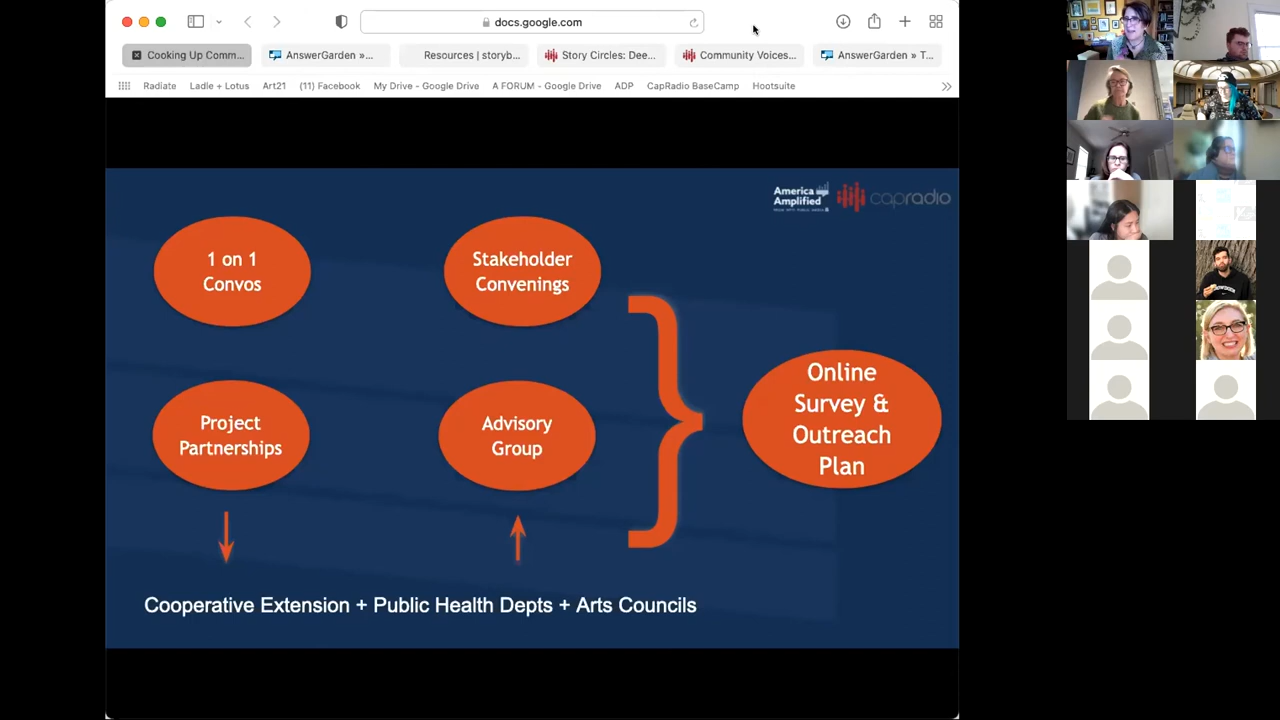 docs.google.com
Cooking Up Comm...
AnswerGarden »...
Resources | storyb...
Story Circles: Dee...
Community Voices...
AnswerGarden » T...
Radiate
Ladle + Lotus
Art21
(11) Facebook
My Drive - Google Drive
A FORUM - Google Drive
ADP
CapRadio BaseCamp
Hootsuite
America
Amplified
capradio
1 on 1
Convos
Stakeholder
Convenings
Project
Partnerships
Advisory
Group
Online
Survey &
Outreach
Plan
Cooperative Extension + Public Health Depts + Arts Councils